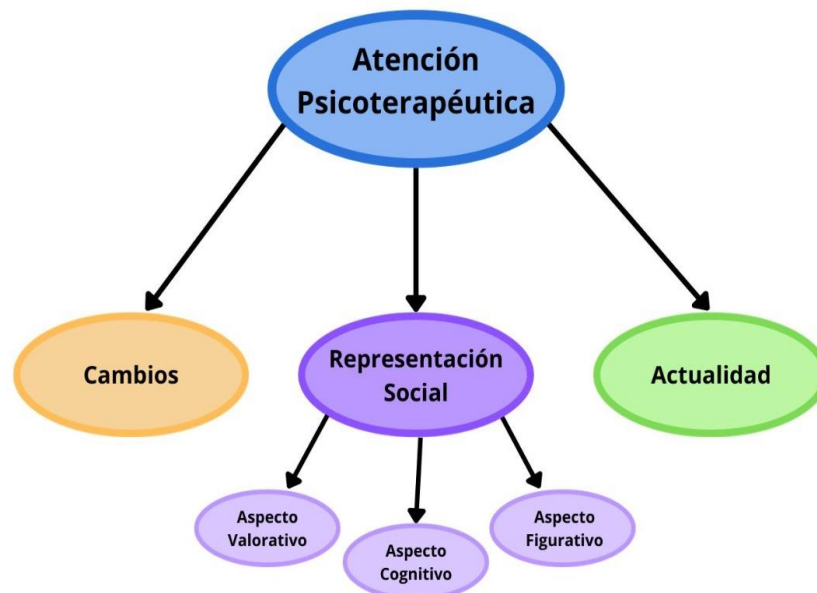 Atención
Psicoterapéutica
Cambios
Representación
Social
Actualidad
Aspecto
Valorativo
Aspecto
Cognitivo
Aspecto
Figurativo